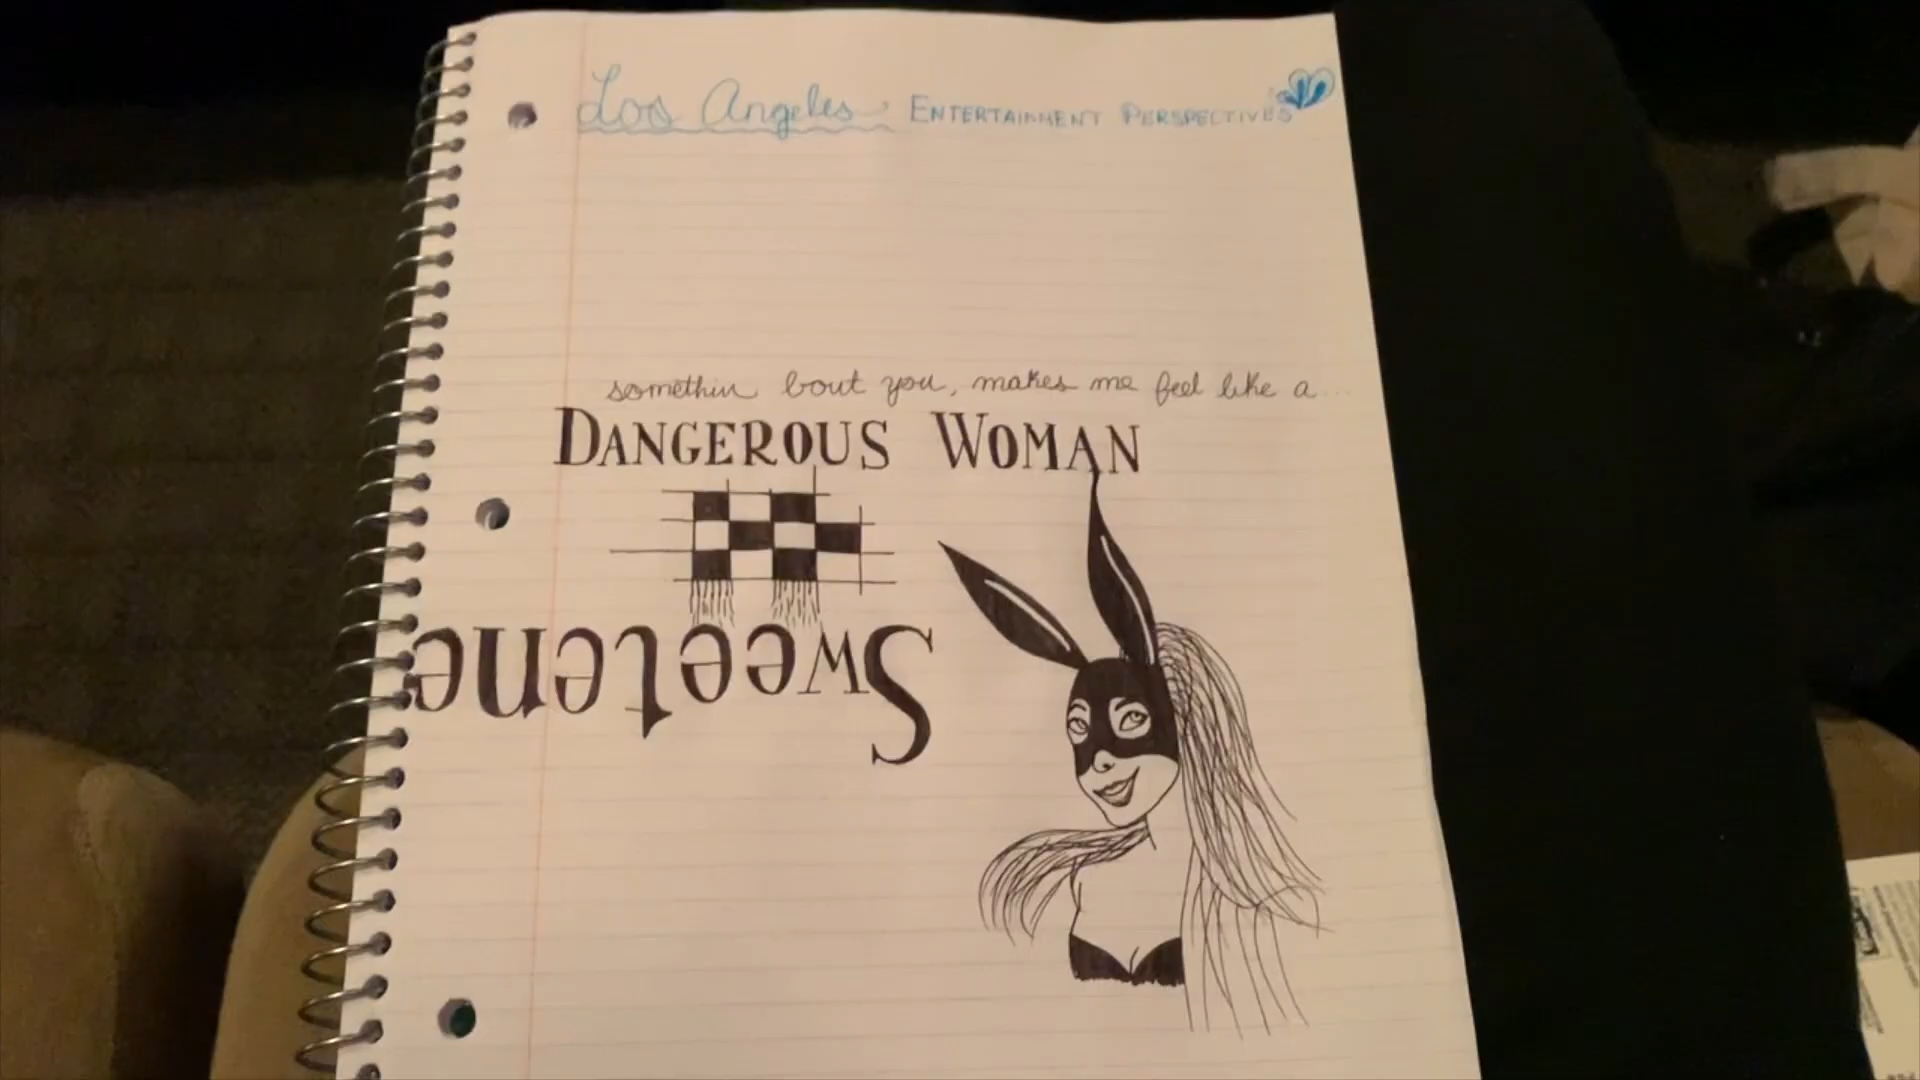 Los Angeles ENTERTAINMENT PERSPECTIVES
somethin bout you, makes me feel like a...
DANGEROUS WOMAN
Sweetene